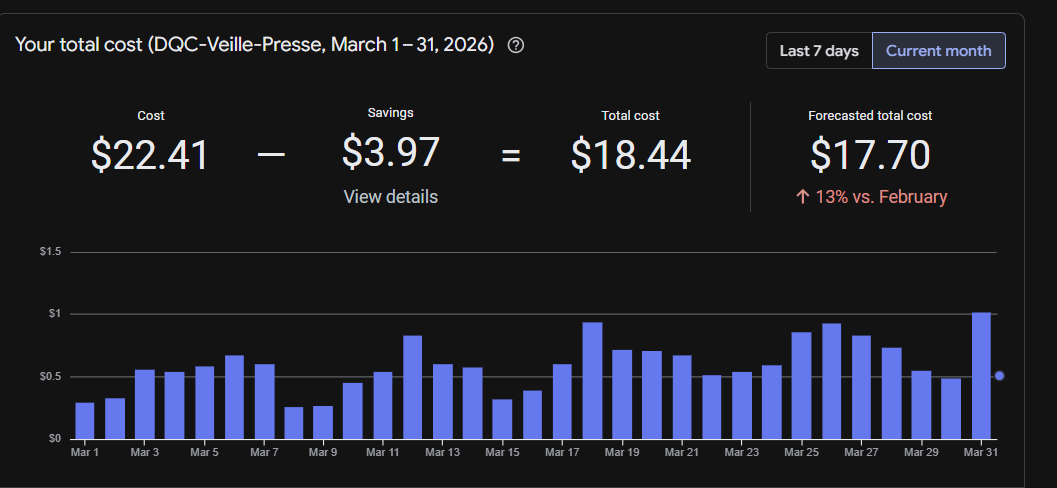 Your total cost (DQC-Veille-Presse, March 1 – 31, 2026) ?
Last 7 days Current month
Cost Savings Total cost Forecasted total cost
$22.41 — $3.97 = $18.44 $17.70
View details ↑ 13% vs. February
$1.5
$1
$0.5
$0
Mar 1 Mar 3 Mar 5 Mar 7 Mar 9 Mar 11 Mar 13 Mar 15 Mar 17 Mar 19 Mar 21 Mar 23 Mar 25 Mar 27 Mar 29 Mar 31